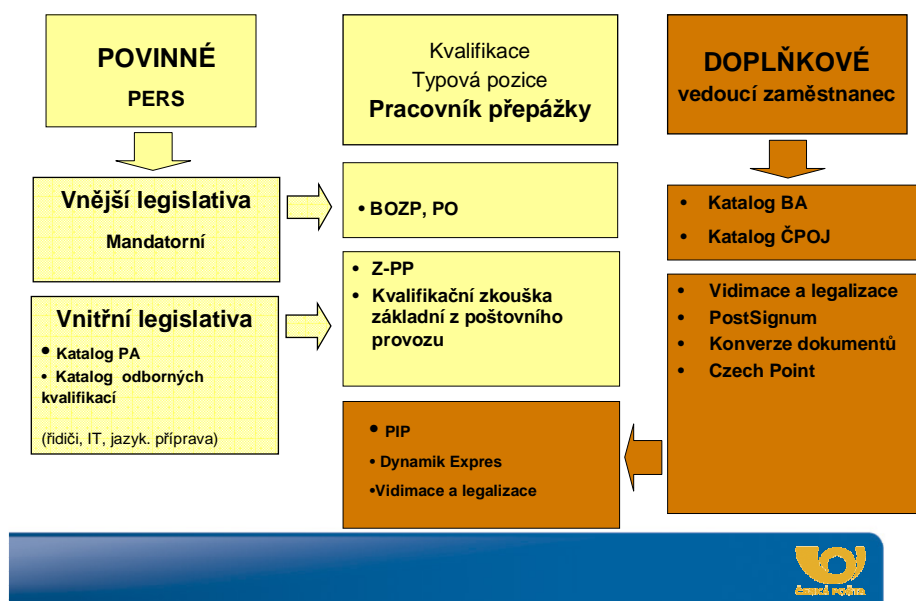 POVINNÉ
PERS
Vnější legislativa
Mandatorní
Vnitřní legislativa
• Katalog PA
• Katalog odborných
kvalifikací
(řidiči, IT, jazyk. příprava)
Kvalifikace
Typová pozice
Pracovník přepážky
• BOZP, PO
• Z-PP
• Kvalifikační zkouška
základní z poštovního
provozu
• PIP
• Dynamik Expres
•Vidimace a legalizace
DOPLŇKOVÉ
vedoucí zaměstnanec
• Katalog BA
• Katalog ČPOJ
• Vidimace a legalizace
• PostSignum
• Konverze dokumentů
• Czech Point
ČESKÁ POŠTA